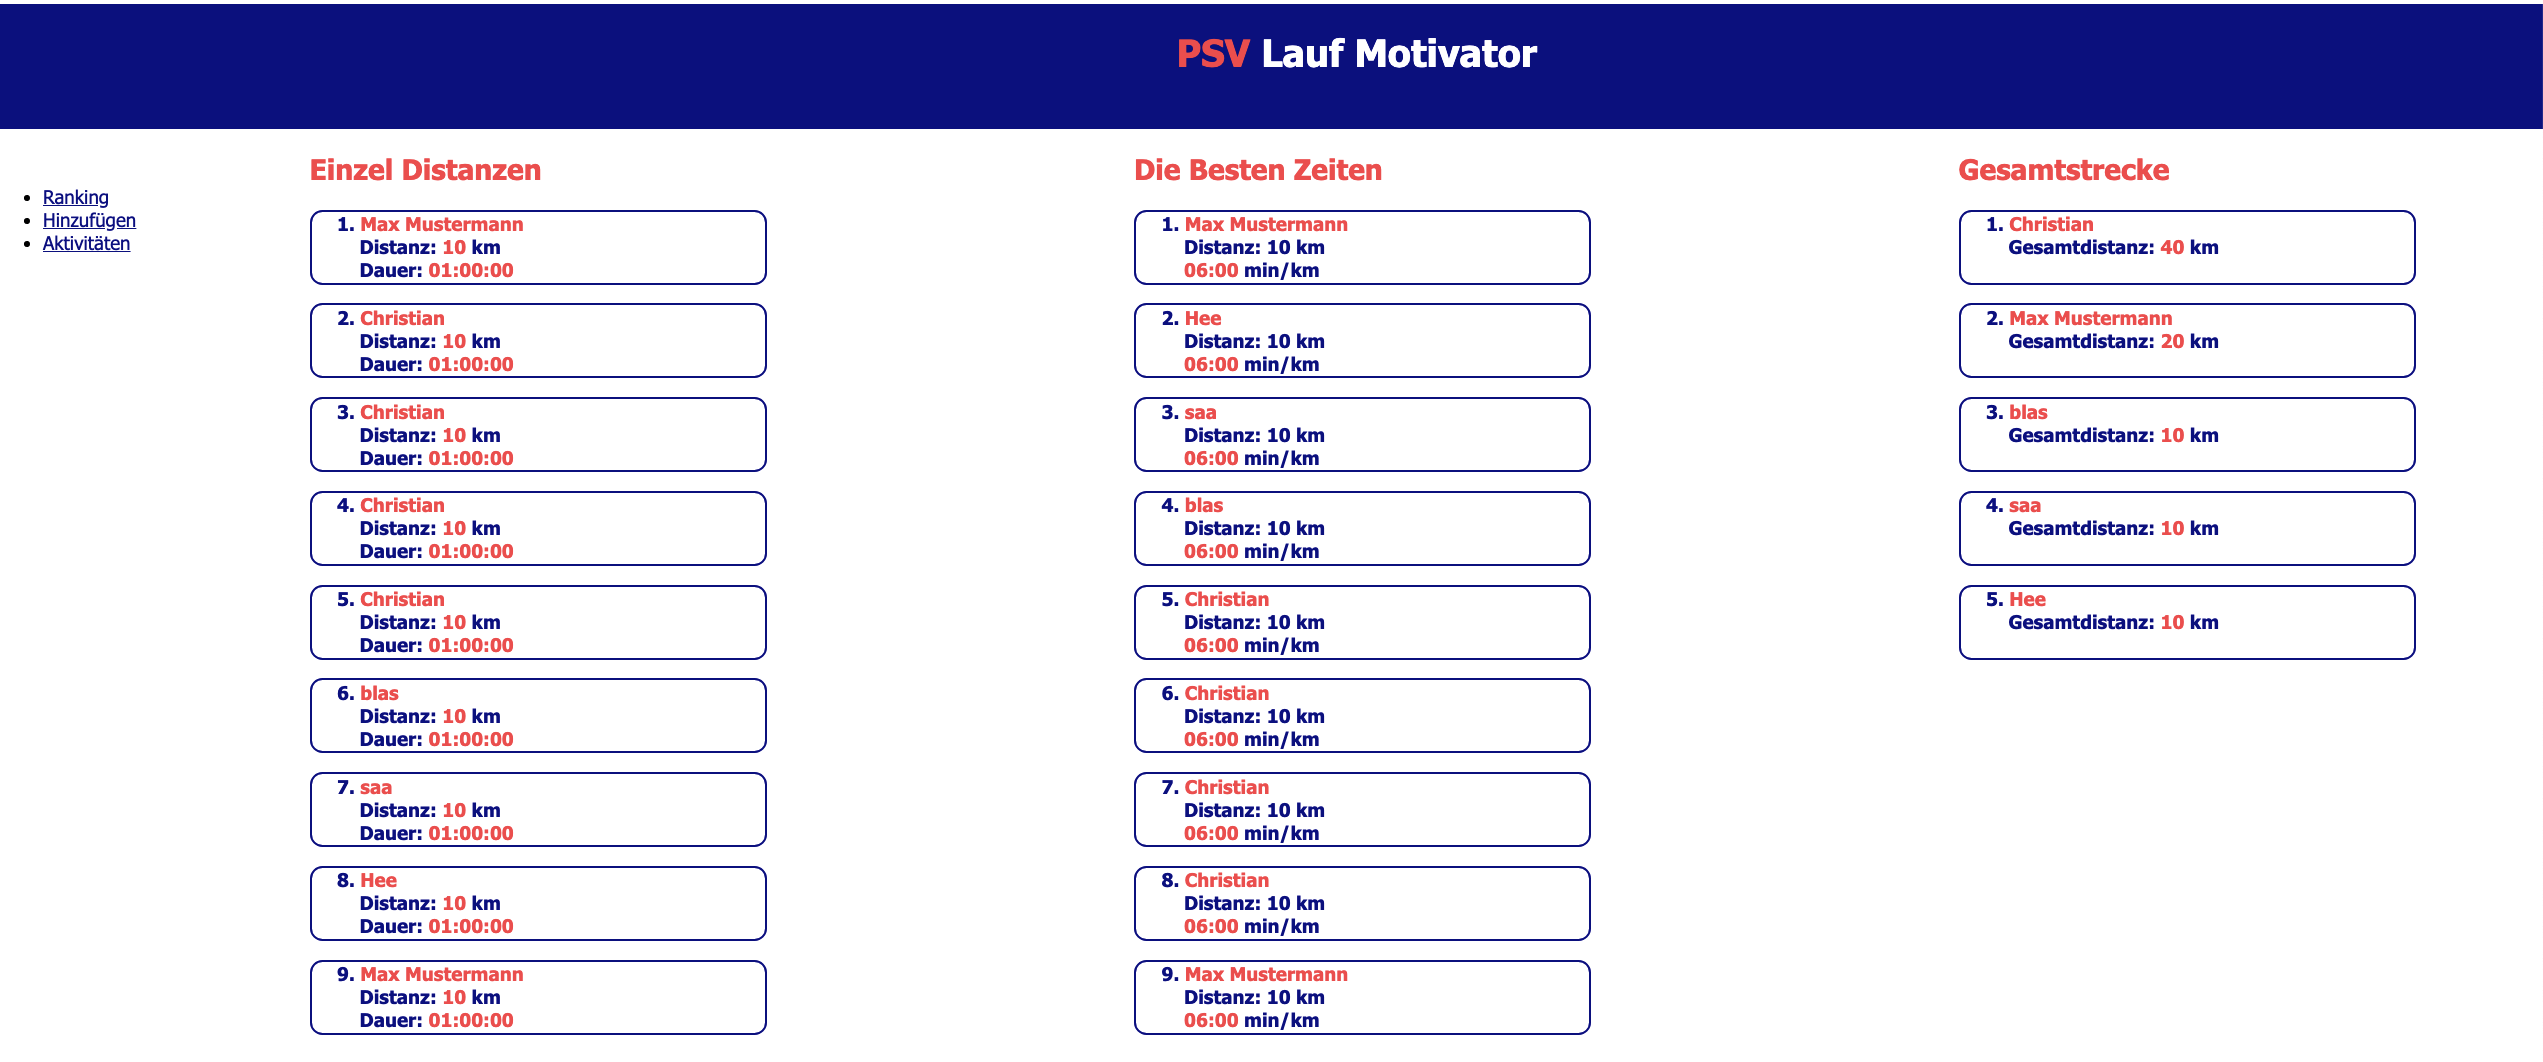 PSV Lauf Motivator
Ranking
Hinzufügen
Aktivitäten
Einzel Distanzen
1. Max Mustermann
Distanz: 10 km
Dauer: 01:00:00
2. Christian
Distanz: 10 km
Dauer: 01:00:00
3. Christian
Distanz: 10 km
Dauer: 01:00:00
4. Christian
Distanz: 10 km
Dauer: 01:00:00
5. Christian
Distanz: 10 km
Dauer: 01:00:00
6. blas
Distanz: 10 km
Dauer: 01:00:00
7. saa
Distanz: 10 km
Dauer: 01:00:00
8. Hee
Distanz: 10 km
Dauer: 01:00:00
9. Max Mustermann
Distanz: 10 km
Dauer: 01:00:00
Die Besten Zeiten
1. Max Mustermann
Distanz: 10 km
06:00 min/km
2. Hee
Distanz: 10 km
06:00 min/km
3. saa
Distanz: 10 km
06:00 min/km
4. blas
Distanz: 10 km
06:00 min/km
5. Christian
Distanz: 10 km
06:00 min/km
6. Christian
Distanz: 10 km
06:00 min/km
7. Christian
Distanz: 10 km
06:00 min/km
8. Christian
Distanz: 10 km
06:00 min/km
9. Max Mustermann
Distanz: 10 km
06:00 min/km
Gesamtstrecke
1. Christian
Gesamtdistanz: 40 km
2. Max Mustermann
Gesamtdistanz: 20 km
3. blas
Gesamtdistanz: 10 km
4. saa
Gesamtdistanz: 10 km
5. Hee
Gesamtdistanz: 10 km